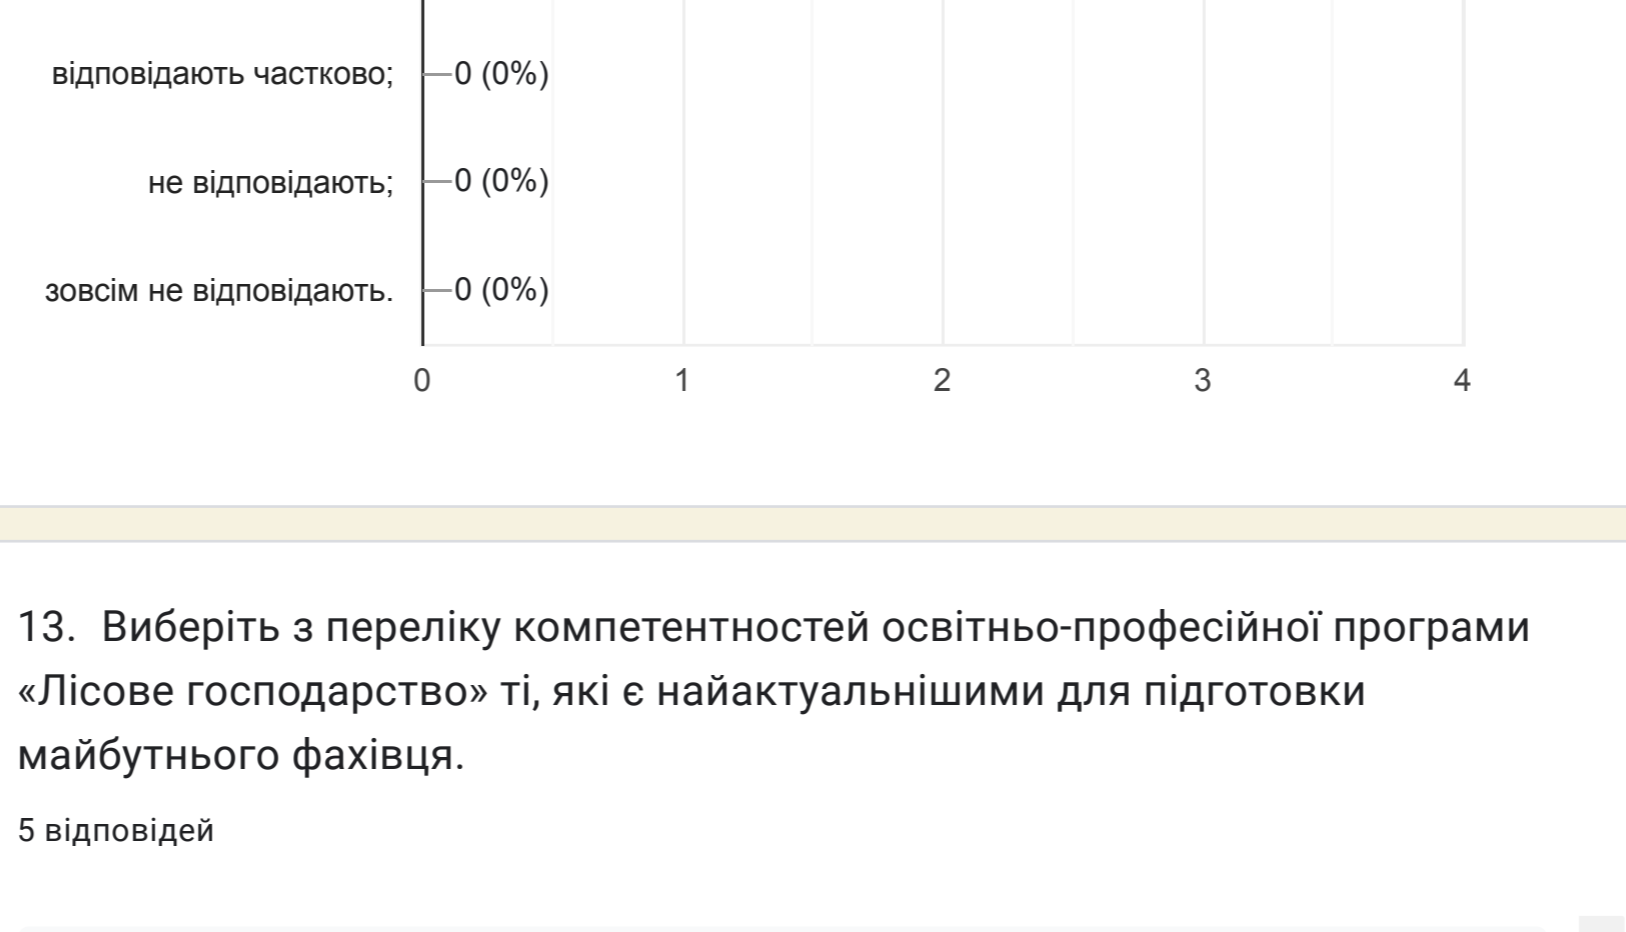 відповідають частково; 0 (0%)
не відповідають; 0 (0%)
зовсім не відповідають. 0 (0%)
0 1 2 3 4
13. Виберіть з переліку компетентностей освітньо-професійної програми
«Лісове господарство» ті, які є найактуальнішими для підготовки
майбутнього фахівця.
5 відповідей